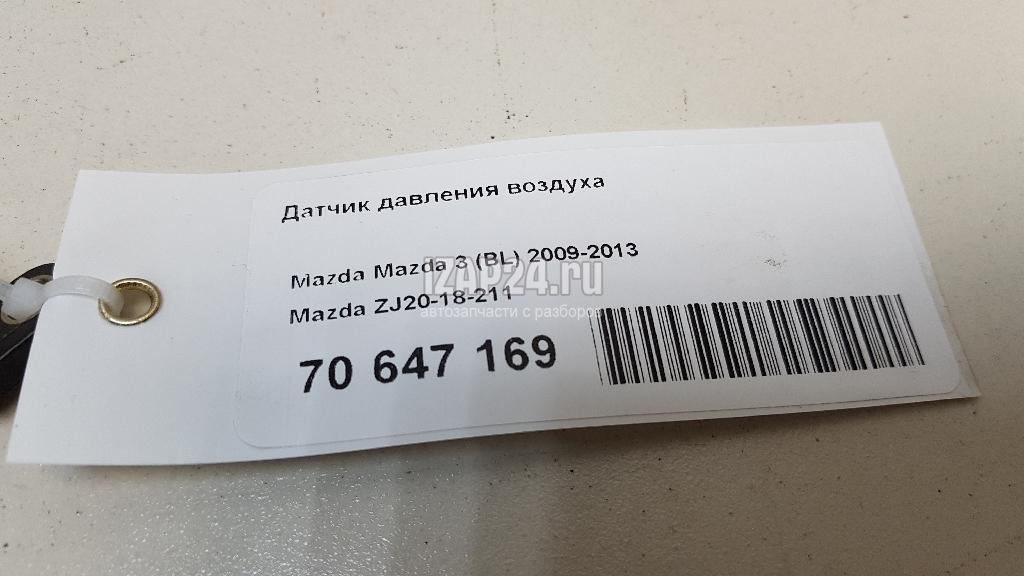 Датчик давления воздуха
Mazda Mazda 3 (BL) 2009-2013
iZAP24.ru
Mazda ZJ20-18-211
автозапчасти с разборов
70 647 169